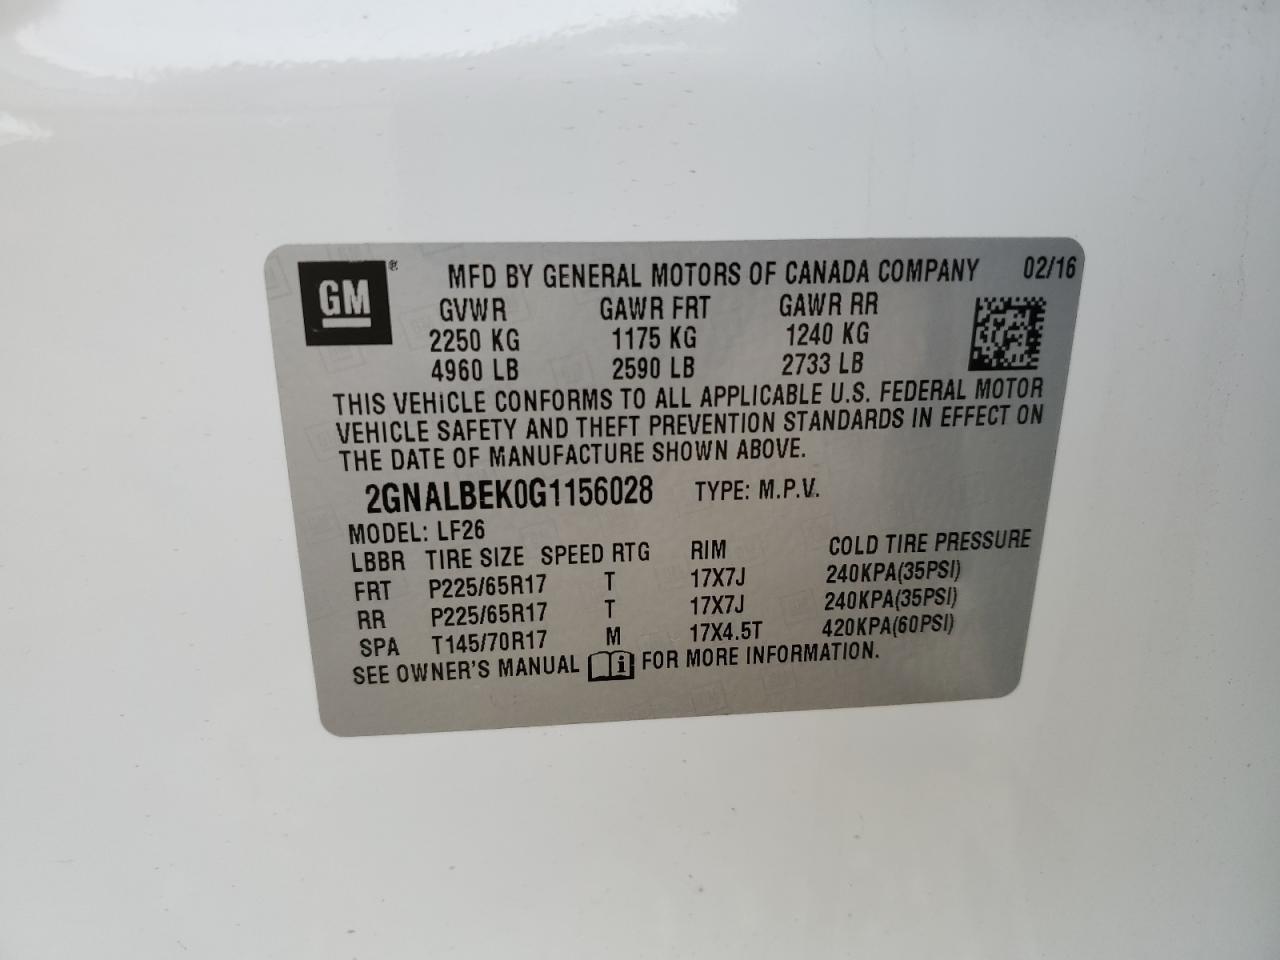 GM ® MFD BY GENERAL MOTORS OF CANADA COMPANY 02/16
GVWR GAWR FRT GAWR RR
2250 KG 1175 KG 1240 KG
4960 LB 2590 LB 2733 LB
THIS VEHICLE CONFORMS TO ALL APPLICABLE U.S. FEDERAL MOTOR
VEHICLE SAFETY AND THEFT PREVENTION STANDARDS IN EFFECT ON
THE DATE OF MANUFACTURE SHOWN ABOVE.
2GNALBEK0G1156028 TYPE: M.P.V.
MODEL: LF26
LBBR TIRE SIZE SPEED RTG RIM COLD TIRE PRESSURE
FRT P225/65R17 T 17X7J 240KPA(35PSI)
RR P225/65R17 T 17X7J 240KPA(35PSI)
SPA T145/70R17 M 17X4.5T 420KPA(60PSI)
SEE OWNER'S MANUAL i FOR MORE INFORMATION.